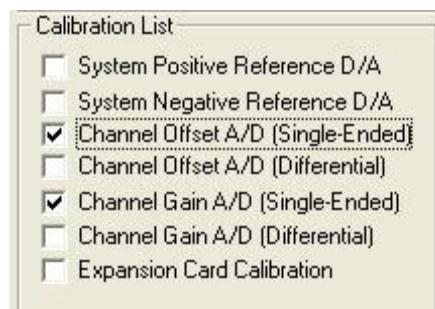 Calibration List
System Positive Reference D/A
System Negative Reference D/A
Channel Offset A/D (Single-Ended)
Channel Offset A/D (Differential)
Channel Gain A/D (Single-Ended)
Channel Gain A/D (Differential)
Expansion Card Calibration